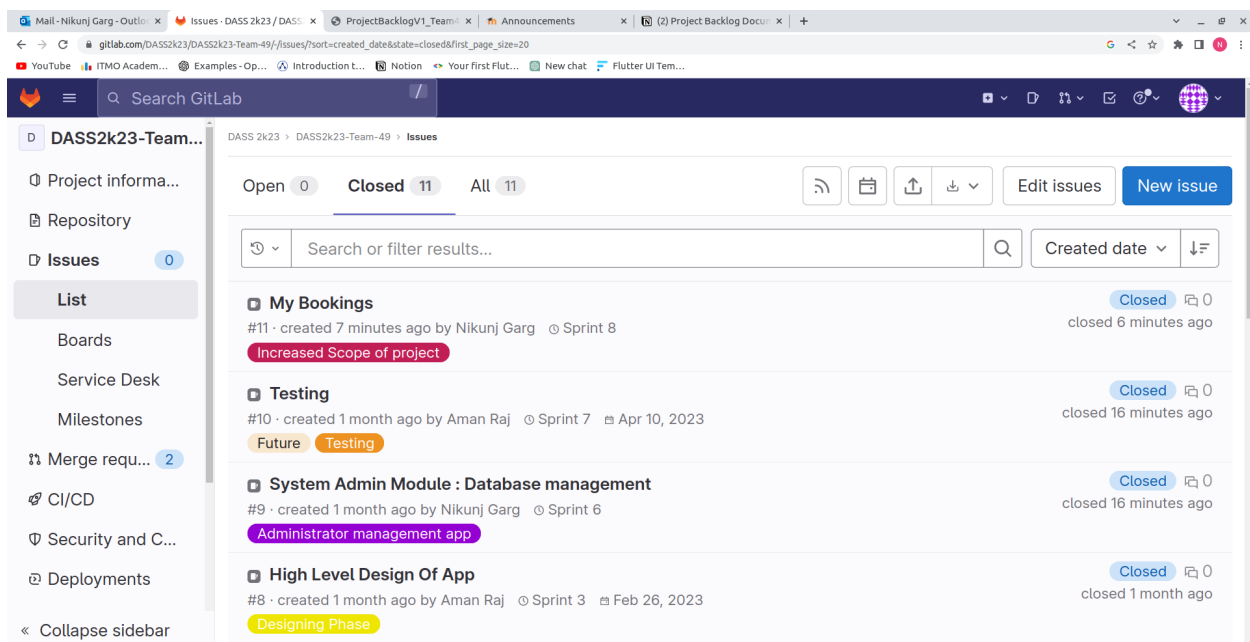 Mail - Nikunj Garg - Outlo
Issues · DASS 2k23 / DASS
ProjectBacklogV1_Team4
Announcements
(2) Project Backlog Docum
gitlab.com/DASS2k23/DASS2k23-Team-49/-/issues/?sort=created_date&state=closed&first_page_size=20
YouTube
ITMO Academ...
Examples - Op...
Introduction t...
Notion
Your first Flut...
New chat
Flutter UI Tem...
N
Search GitLab
/
D DASS2k23-Team...
Project informa...
Repository
Issues 0
List
Boards
Service Desk
Milestones
Merge requ... 2
CI/CD
Security and C...
Deployments
« Collapse sidebar
DASS 2k23 › DASS2k23-Team-49 › Issues
Open 0 Closed 11 All 11
Edit issues
New issue
Search or filter results...
Created date
My Bookings
Closed 0
#11 · created 7 minutes ago by Nikunj Garg Sprint 8
closed 6 minutes ago
Increased Scope of project
Testing
Closed 0
#10 · created 1 month ago by Aman Raj Sprint 7 Apr 10, 2023
closed 16 minutes ago
Future Testing
System Admin Module : Database management
Closed 0
#9 · created 1 month ago by Nikunj Garg Sprint 6
closed 16 minutes ago
Administrator management app
High Level Design Of App
Closed 0
#8 · created 1 month ago by Aman Raj Sprint 3 Feb 26, 2023
closed 1 month ago
Designing Phase